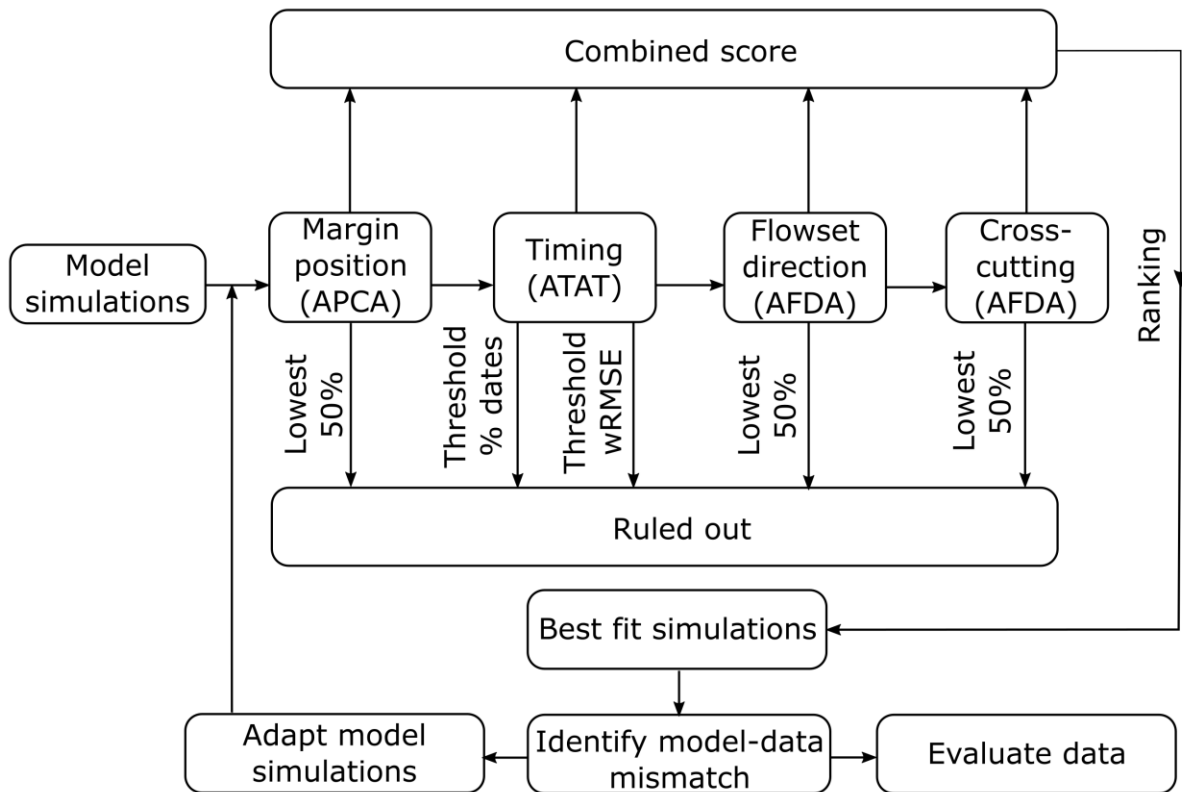 Combined score
Model
simulations
Margin
position
(APCA)
Timing
(ATAT)
Flowset
direction
(AFDA)
Cross-
cutting
(AFDA)
Ranking
Lowest
50%
Threshold
% dates
Threshold
wRMSE
Lowest
50%
Lowest
50%
Ruled out
Best fit simulations
Adapt model
simulations
Identify model-data
mismatch
Evaluate data